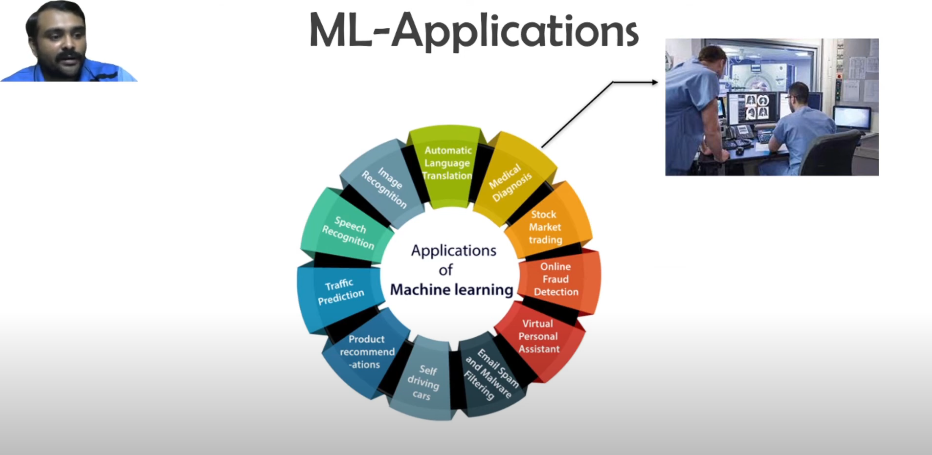 ML-Applications
Automatic
Language
Translation
Medical
Diagnosis
Stock
Market
trading
Online
Fraud
Detection
Virtual
Personal
Assistant
Email Spam
and Malware
Filtering
Self
driving
cars
Product
recommend
-ations
Traffic
Prediction
Speech
Recognition
Image
Recognition
Applications
of
Machine learning